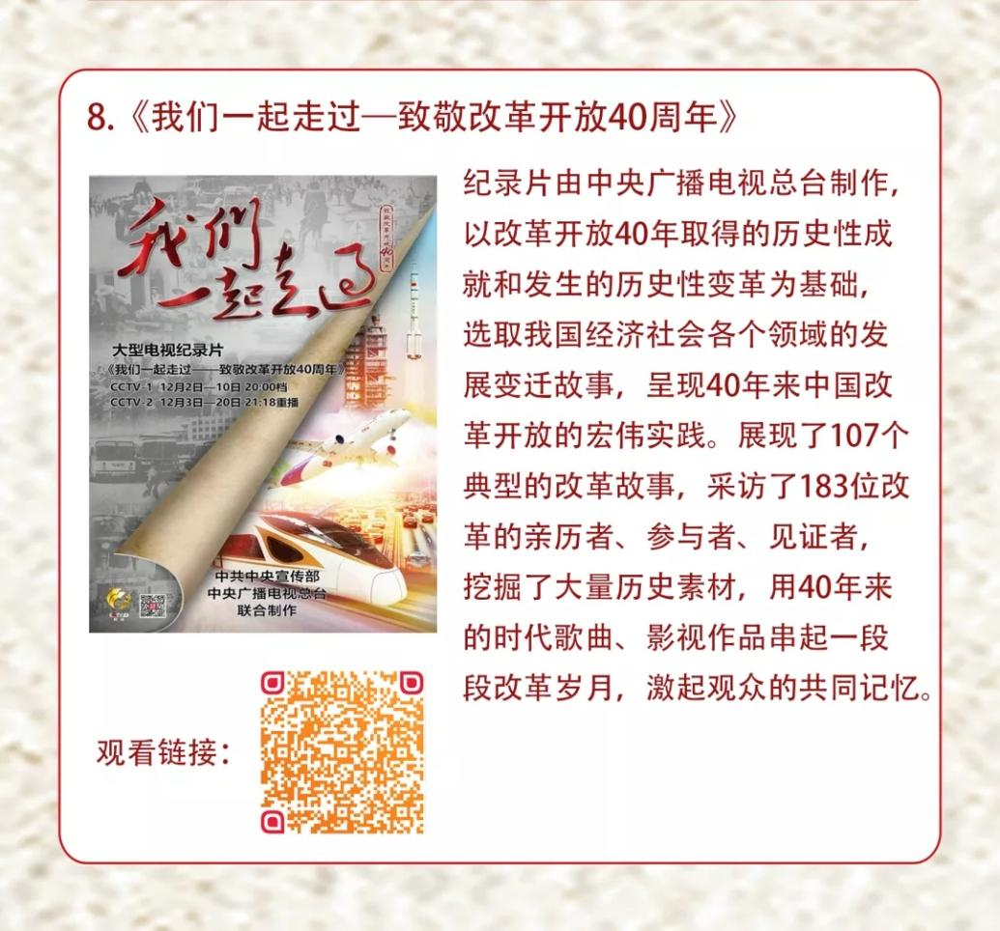 8.《我们一起走过—致敬改革开放40周年》
我们
一起走过
致敬改革开放40周年
大型电视纪录片
《我们一起走过——致敬改革开放40周年》
CCTV-1 12月2日—10日 20:00档
CCTV-2 12月3日—20日 21:18重播
中共中央宣传部
中央广播电视总台
联合制作
纪录片由中央广播电视总台制作,
以改革开放40年取得的历史性成
就和发生的历史性变革为基础,
选取我国经济社会各个领域的发
展变迁故事, 呈现40年来中国改
革开放的宏伟实践。展现了107个
典型的改革故事, 采访了183位改
革的亲历者、参与者、见证者,
挖掘了大量历史素材, 用40年来
的时代歌曲、影视作品串起一段
段改革岁月, 激起观众的共同记忆。
观看链接: